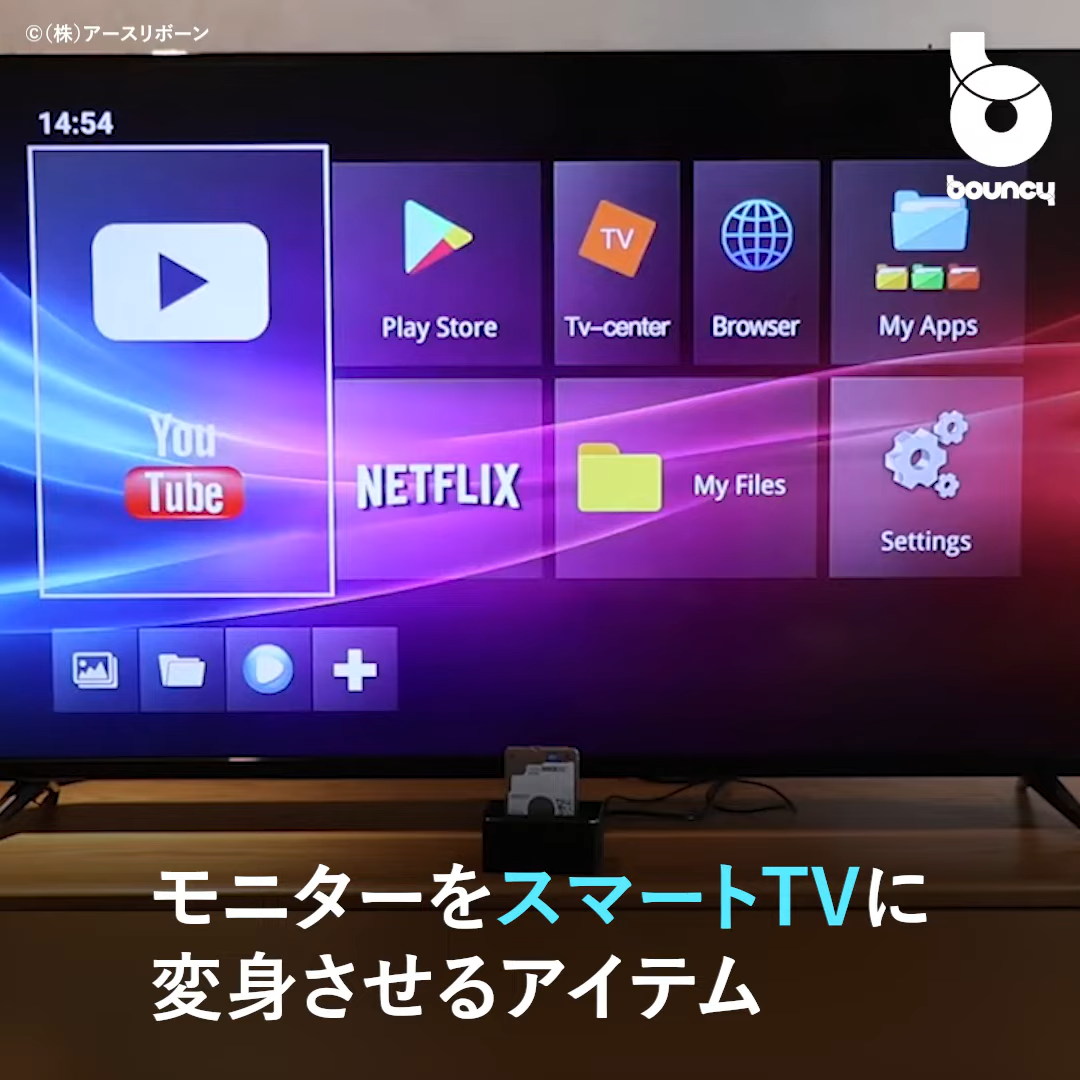 ©（株）アースリボーン
bouncy
14:54
TV
Play Store
Tv-center
Browser
My Apps
You
Tube
NETFLIX
My Files
Settings
モニターをスマートTVに
変身させるアイテム